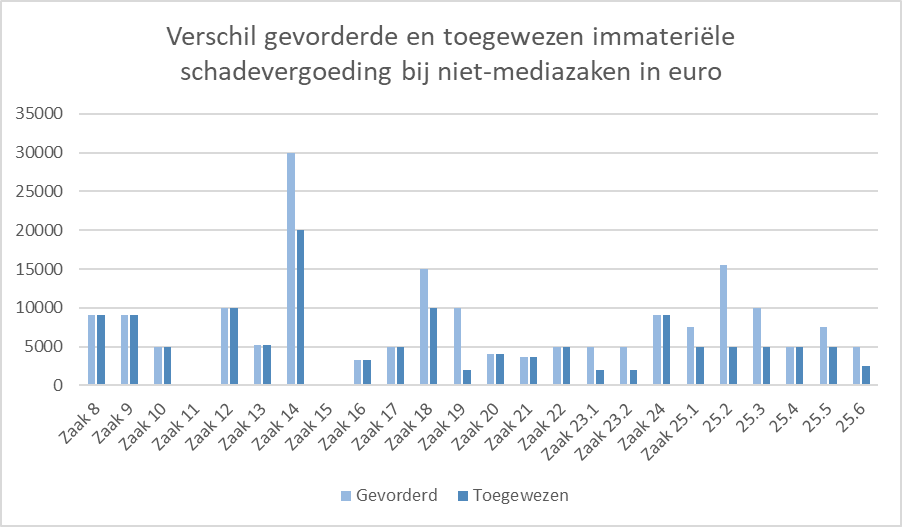 Verschil gevorderde en toegewezen immateriële
schadevergoeding bij niet-mediazaken in euro
35000
30000
25000
20000
15000
10000
5000
0
Zaak 8
Zaak 9
Zaak 10
Zaak 11
Zaak 12
Zaak 13
Zaak 14
Zaak 15
Zaak 16
Zaak 17
Zaak 18
Zaak 19
Zaak 20
Zaak 21
Zaak 22
Zaak 23.1
Zaak 23.2
Zaak 24
Zaak 25.1
25.2
25.3
25.4
25.5
25.6
Gevorderd Toegewezen